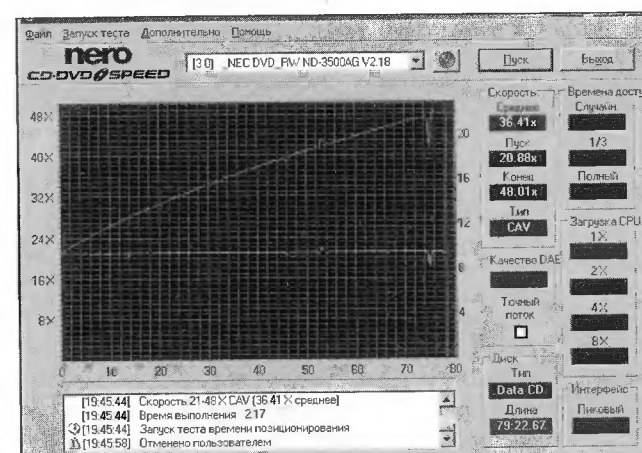 Файл Запуск теста Дополнительно Помощь
nero
CD-DVD SPEED
[3:0] _NEC DVD_RW ND-3500AG V2.18
Пуск
Выход
48X
40X
32X
24X
16X
8X
20
16
12
8
4
0 10 20 30 40 50 60 70 80
Скорость
Среднее
36.41x
Пуск
20.88x
Конец
48.01x
Тип
CAV
Качество DAE
Точный
поток
Диск
Тип
Data CD
Длина
79:22.67
Времена досту
Случайн.
1/3
Полный
Загрузка CPU
1X
2X
4X
8X
Интерфейс
Пиковый
[19:45:44] Скорость 21-48 X CAV [36.41 X среднее]
[19:45:44] Время выполнения 2:17
[19:45:44] Запуск теста времени позиционирования
[19:45:58] Отменено пользователем